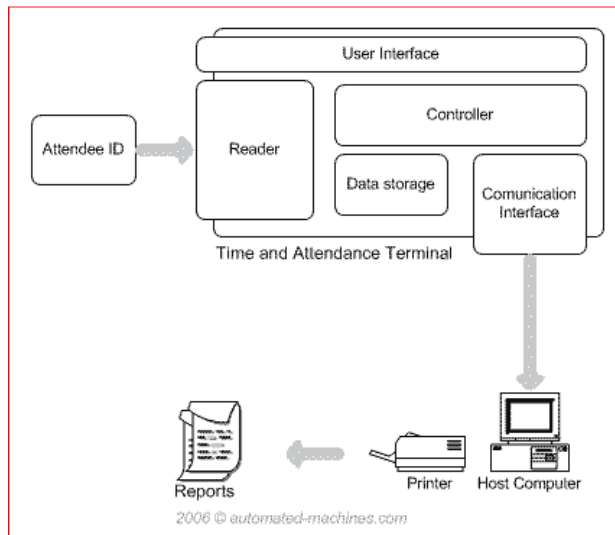 User Interface
Attendee ID
Reader
Controller
Data storage
Comunication
Interface
Time and Attendance Terminal
Reports
Printer
Host Computer
2006 © automated-machines.com